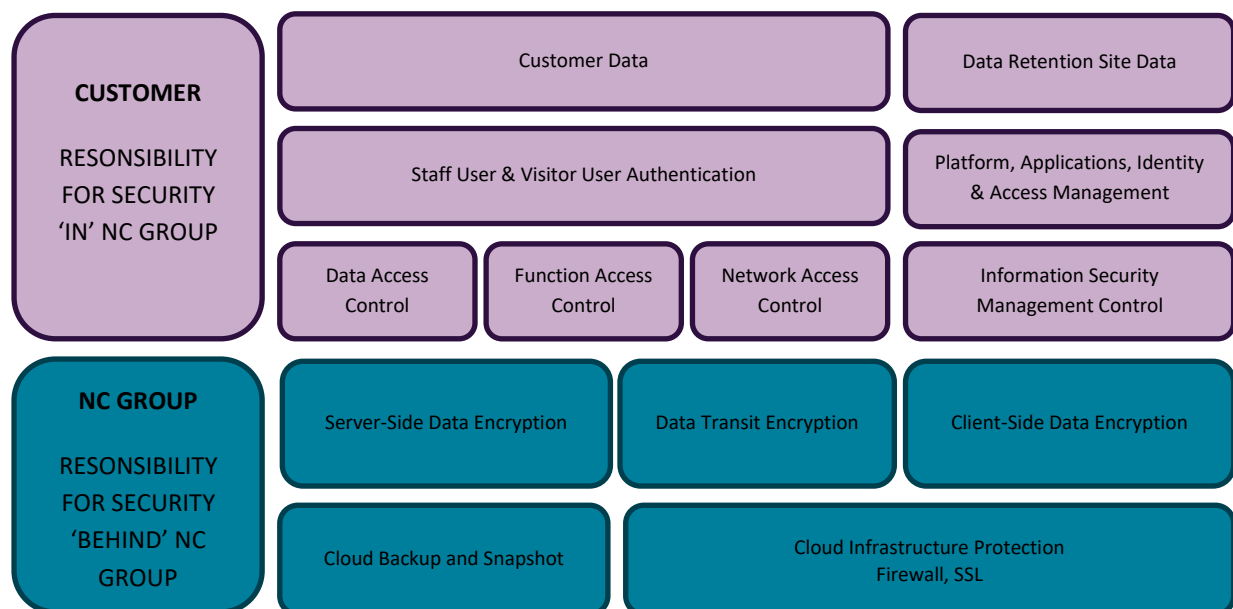 CUSTOMER
RESONSIBILITY
FOR SECURITY
‘IN’ NC GROUP
Customer Data
Data Retention Site Data
Staff User & Visitor User Authentication
Platform, Applications, Identity
& Access Management
Data Access
Control
Function Access
Control
Network Access
Control
Information Security
Management Control
NC GROUP
RESONSIBILITY
FOR SECURITY
‘BEHIND’ NC
GROUP
Server-Side Data Encryption
Data Transit Encryption
Client-Side Data Encryption
Cloud Backup and Snapshot
Cloud Infrastructure Protection
Firewall, SSL